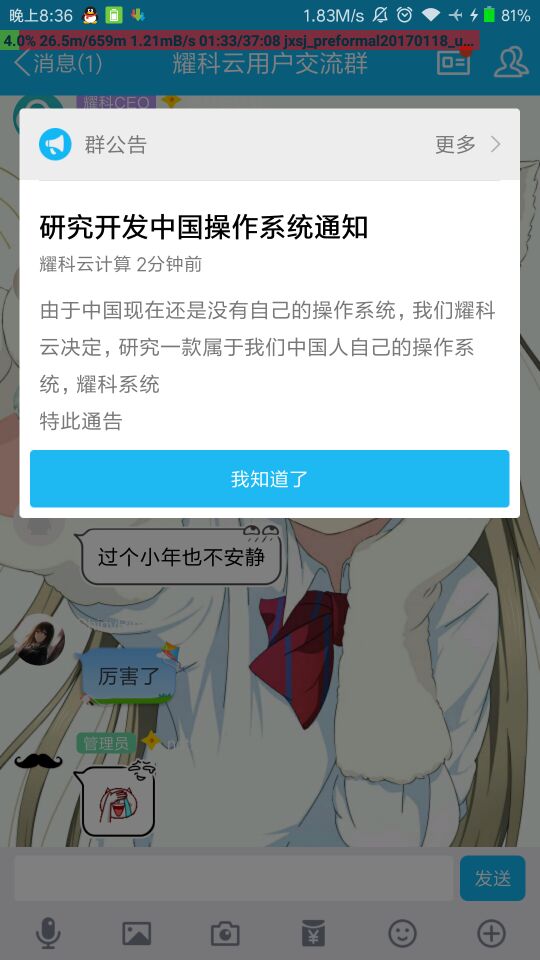 晚上8:36
1.83M/s
81%
4.0% 26.5m/659m 1.21mB/s 01:33/37:08 jxsj_preformal20170118_u...
消息(1)
耀科云用户交流群
耀科CEO
群公告
更多
研究开发中国操作系统通知
耀科云计算 2分钟前
由于中国现在还是没有自己的操作系统，我们耀科
云决定，研究一款属于我们中国人自己的操作系
统，耀科系统
特此通告
我知道了
过个小年也不安静
厉害了
管理员
发送